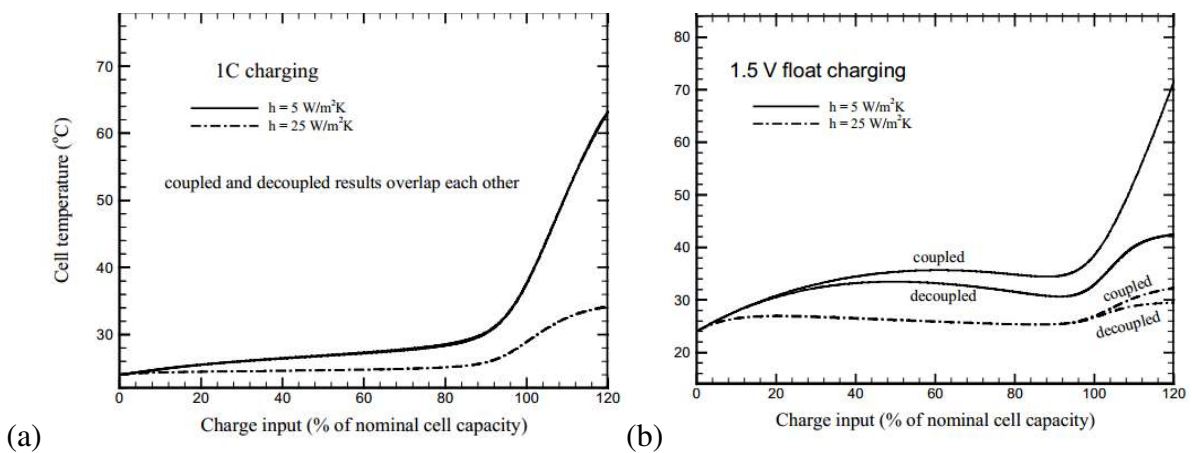 1C charging
h = 5 W/m²K
h = 25 W/m²K
coupled and decoupled results overlap each other
Cell temperature (°C)
70
60
50
40
30
0 20 40 60 80 100 120
Charge input (% of nominal cell capacity)
(a)
1.5 V float charging
h = 5 W/m²K
h = 25 W/m²K
80
70
60
50
40
30
20
coupled
decoupled
coupled
decoupled
0 20 40 60 80 100 120
Charge input (% of nominal cell capacity)
(b)